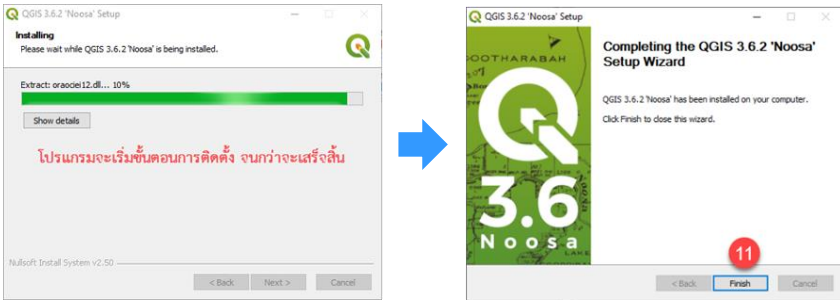 QGIS 3.6.2 'Noosa' Setup
Installing
Please wait while QGIS 3.6.2 'Noosa' is being installed.
Extract: oraociei12.dll... 10%
Show details
โปรแกรมจะเริ่มขั้นตอนการติดตั้ง จนกว่าจะเสร็จสิ้น
Nullsoft Install System v2.50
< Back
Next >
Cancel
QGIS 3.6.2 'Noosa' Setup
OOTHARABAH
3.6
Noosa
LAKE
Completing the QGIS 3.6.2 'Noosa'
Setup Wizard
QGIS 3.6.2 'Noosa' has been installed on your computer.
Click Finish to close this wizard.
11
< Back
Finish
Cancel